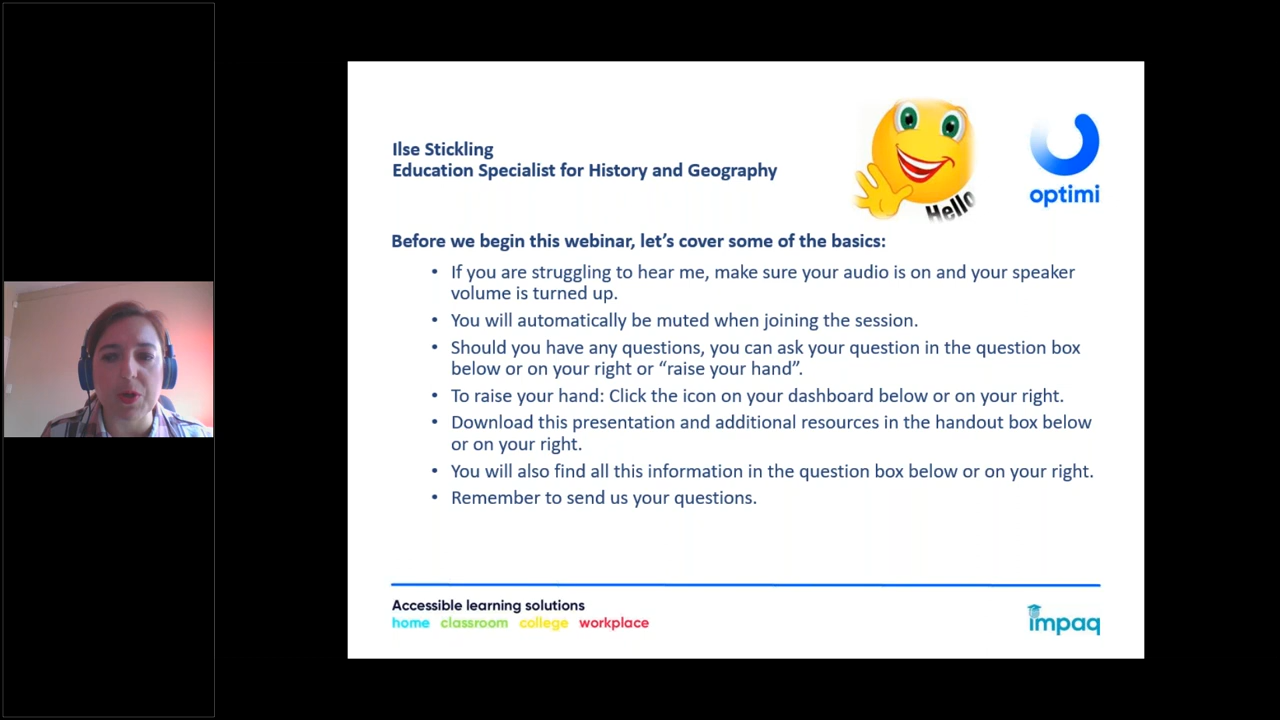 Ilse Stickling
Education Specialist for History and Geography
Hello
optimi
Before we begin this webinar, let’s cover some of the basics:
• If you are struggling to hear me, make sure your audio is on and your speaker
volume is turned up.
• You will automatically be muted when joining the session.
• Should you have any questions, you can ask your question in the question box
below or on your right or “raise your hand”.
• To raise your hand: Click the icon on your dashboard below or on your right.
• Download this presentation and additional resources in the handout box below
or on your right.
• You will also find all this information in the question box below or on your right.
• Remember to send us your questions.
Accessible learning solutions
home classroom college workplace
impaq